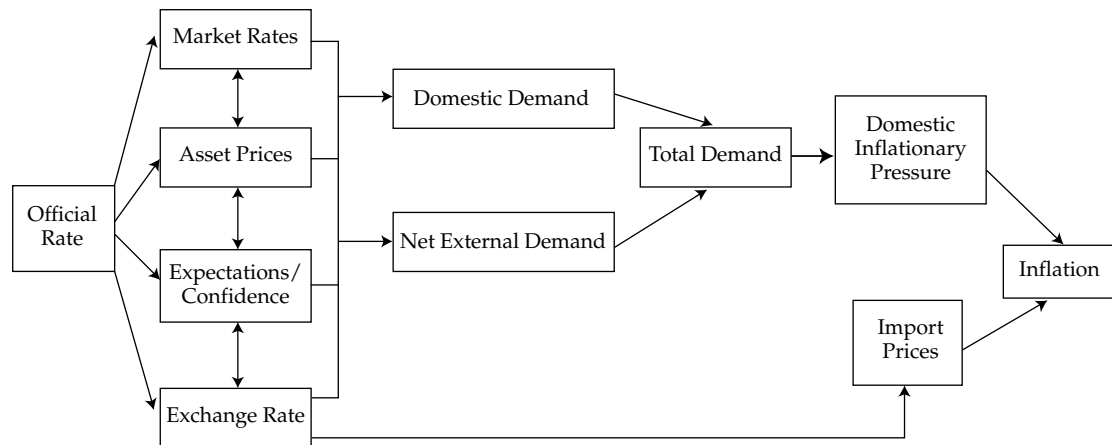 Market Rates
Asset Prices
Official
Rate
Expectations/
Confidence
Exchange Rate
Domestic Demand
Net External Demand
Total Demand
Domestic
Inflationary
Pressure
Import
Prices
Inflation